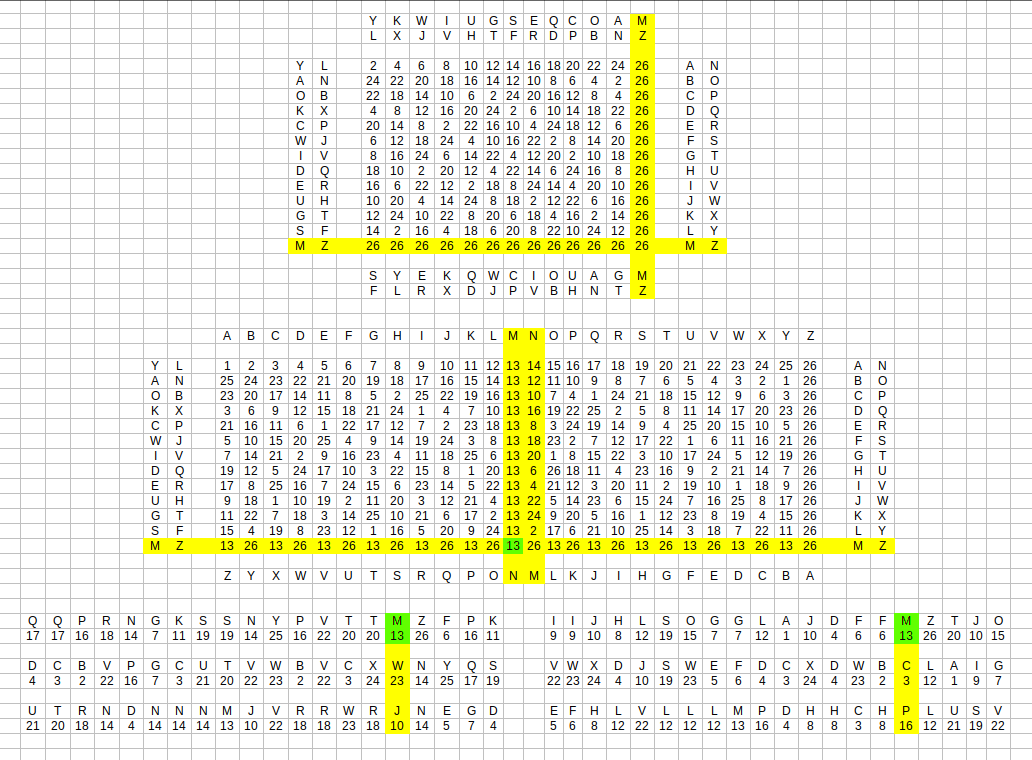 Y K W I U G S E Q C O A M
L X J V H T F R D P B N Z
Y L 2 4 6 8 10 12 14 16 18 20 22 24 26 A N
A N 24 22 20 18 16 14 12 10 8 6 4 2 26 B O
O B 22 18 14 10 6 2 24 20 16 12 8 4 26 C P
K X 4 8 12 16 20 24 2 6 10 14 18 22 26 D Q
C P 20 14 8 2 22 16 10 4 24 18 12 6 26 E R
W J 6 12 18 24 4 10 16 22 2 8 14 20 26 F S
I V 8 16 24 6 14 22 4 12 20 2 10 18 26 G T
D Q 18 10 2 20 12 4 22 14 6 24 16 8 26 H U
E R 16 6 22 12 2 18 8 24 14 4 20 10 26 I V
U H 10 20 4 14 24 8 18 2 12 22 6 16 26 J W
G T 12 24 10 22 8 20 6 18 4 16 2 14 26 K X
S F 14 2 16 4 18 6 20 8 22 10 24 12 26 L Y
M Z 26 26 26 26 26 26 26 26 26 26 26 26 26 M Z
S Y E K Q W C I O U A G M
F L R X D J P V B H N T Z
A B C D E F G H I J K L M N O P Q R S T U V W X Y Z
Y L 1 2 3 4 5 6 7 8 9 10 11 12 13 14 15 16 17 18 19 20 21 22 23 24 25 26 A N
A N 25 24 23 22 21 20 19 18 17 16 15 14 13 12 11 10 9 8 7 6 5 4 3 2 1 26 B O
O B 23 20 17 14 11 8 5 2 25 22 19 16 13 10 7 4 1 24 21 18 15 12 9 6 3 26 C P
K X 3 6 9 12 15 18 21 24 1 4 7 10 13 16 19 22 25 2 5 8 11 14 17 20 23 26 D Q
C P 21 16 11 6 1 22 17 12 7 2 23 18 13 8 3 24 19 14 9 4 25 20 15 10 5 26 E R
W J 5 10 15 20 25 4 9 14 19 24 3 8 13 18 23 2 7 12 17 22 1 6 11 16 21 26 F S
I V 7 14 21 2 9 16 23 4 11 18 25 6 13 20 1 8 15 22 3 10 17 24 5 12 19 26 G T
D Q 19 12 5 24 17 10 3 22 15 8 1 20 13 6 26 18 11 4 23 16 9 2 21 14 7 26 H U
E R 17 8 25 16 7 24 15 6 23 14 5 22 13 4 21 12 3 20 11 2 19 10 1 18 9 26 I V
U H 9 18 1 10 19 2 11 20 3 12 21 4 13 22 5 14 23 6 15 24 7 16 25 8 17 26 J W
G T 11 22 7 18 3 14 25 10 21 6 17 2 13 24 9 20 5 16 1 12 23 8 19 4 15 26 K X
S F 15 4 19 8 23 12 1 16 5 20 9 24 13 2 17 6 21 10 25 14 3 18 7 22 11 26 L Y
M Z 13 26 13 26 13 26 13 26 13 26 13 26 13 26 13 26 13 26 13 26 13 26 13 26 13 26 M Z
Z Y X W V U T S R Q P O N M L K J I H G F E D C B A
Q Q P R N G K S S N Y P V T T M Z F P K I I J H L S O G G L A J D F F M Z T J O
17 17 16 18 14 7 11 19 19 14 25 16 22 20 20 13 26 6 16 11 9 9 10 8 12 19 15 7 7 12 1 10 4 6 6 13 26 20 10 15
D C B V P G C U T V W B V C X W N Y Q S V W X D J S W E F D C X D W B C L A I G
4 3 2 22 16 7 3 21 20 22 23 2 22 3 24 23 14 25 17 19 22 23 24 4 10 19 23 5 6 4 3 24 4 23 2 3 12 1 9 7
U T R N D N N N M J V R R W R J N E G D E F H L V L L L M P D H H C H P L U S V
21 20 18 14 4 14 14 14 13 10 22 18 18 23 18 10 14 5 7 4 5 6 8 12 22 12 12 12 13 16 4 8 8 3 8 16 12 21 19 22